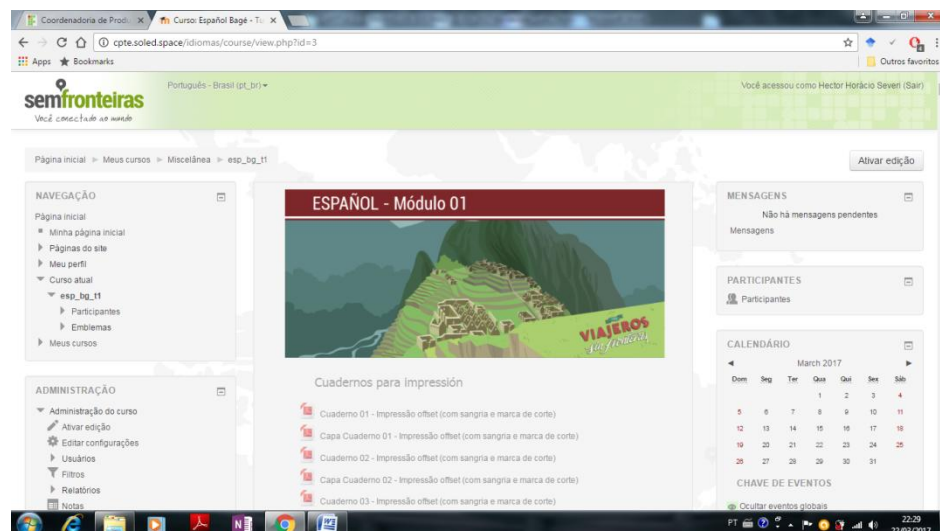 Coordenadoria de Produ
Curso: Español Bagé - Tu
cpte.soled.space/idiomas/course/view.php?id=3
Apps
Bookmarks
Outros favoritos
semfronteiras
Você conectado ao mundo
Português - Brasil (pt_br)
Você acessou como Hector Horácio Severi (Sair)
Página inicial
Meus cursos
Miscelânea
esp_bg_t1
Ativar edição
NAVEGAÇÃO
Página inicial
Minha página inicial
Páginas do site
Meu perfil
Curso atual
esp_bg_t1
Participantes
Emblemas
Meus cursos
ADMINISTRAÇÃO
Administração do curso
Ativar edição
Editar configurações
Usuários
Filtros
Relatórios
Notas
ESPAÑOL - Módulo 01
VIAJEROS
sin fronteras
Cuadernos para Impressión
Cuaderno 01 - Impressão offset (com sangria e marca de corte)
Capa Cuaderno 01 - Impressão offset (com sangria e marca de corte)
Cuaderno 02 - Impressão offset (com sangria e marca de corte)
Capa Cuaderno 02 - Impressão offset (com sangria e marca de corte)
Cuaderno 03 - Impressão offset (com sangria e marca de corte)
MENSAGENS
Não há mensagens pendentes
Mensagens
PARTICIPANTES
Participantes
CALENDÁRIO
March 2017
Dom Seg Ter Qua Qui Sex Sáb
1 2 3 4
5 6 7 8 9 10 11
12 13 14 15 16 17 18
19 20 21 22 23 24 25
26 27 28 29 30 31
CHAVE DE EVENTOS
Ocultar eventos globais
PT
22:29
22/03/2017